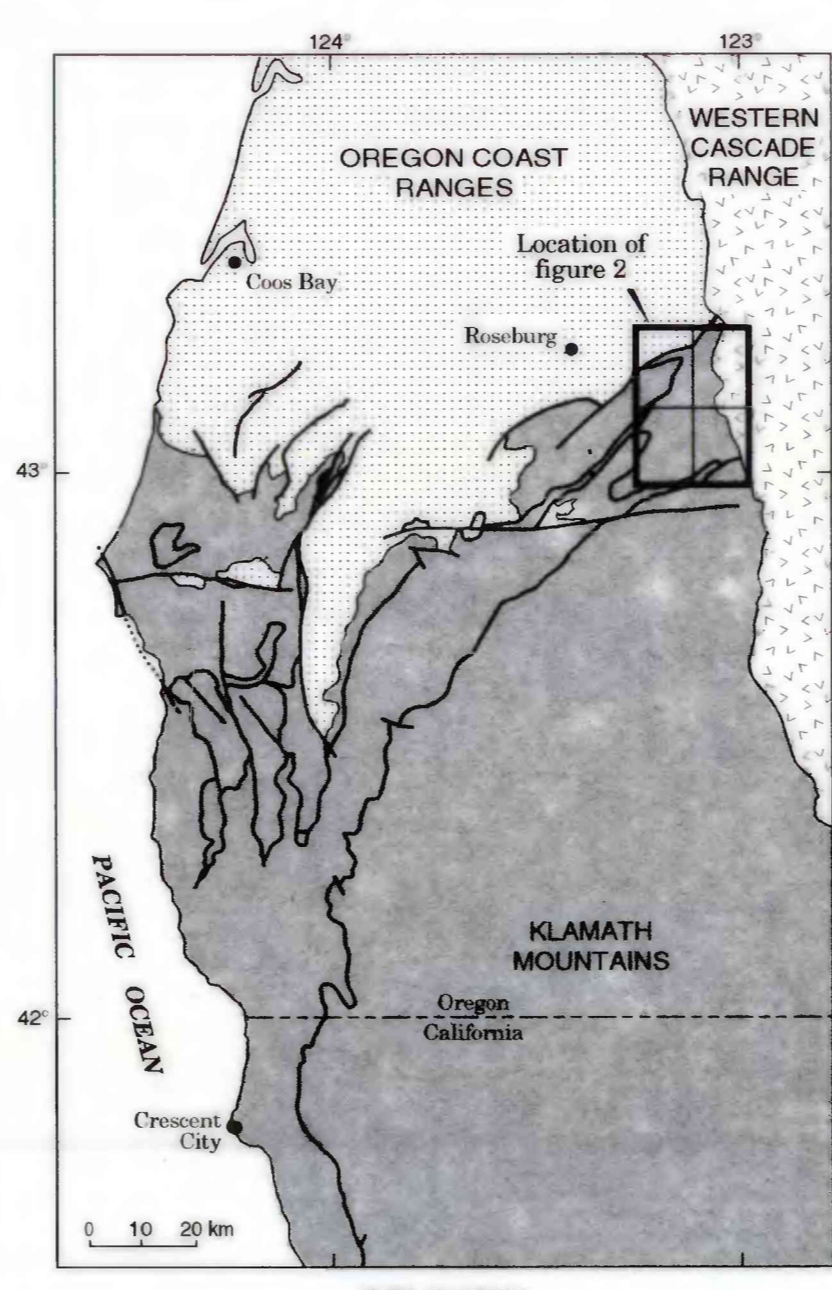 124°
123°
WESTERN
CASCADE
RANGE
OREGON COAST
RANGES
Location of
figure 2
Coos Bay
Roseburg
43°
KLAMATH
MOUNTAINS
PACIFIC OCEAN
Oregon
42°
California
Crescent
City
0 10 20 km